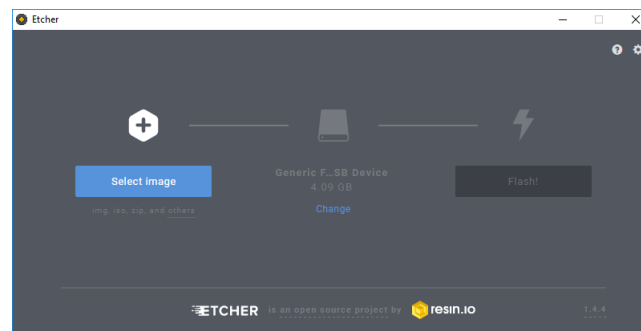 Etcher
Select image
img, iso, zip, and others
Generic F...SB Device
4.09 GB
Change
Flash!
ETCHER is an open source project by resin.io
1.4.4